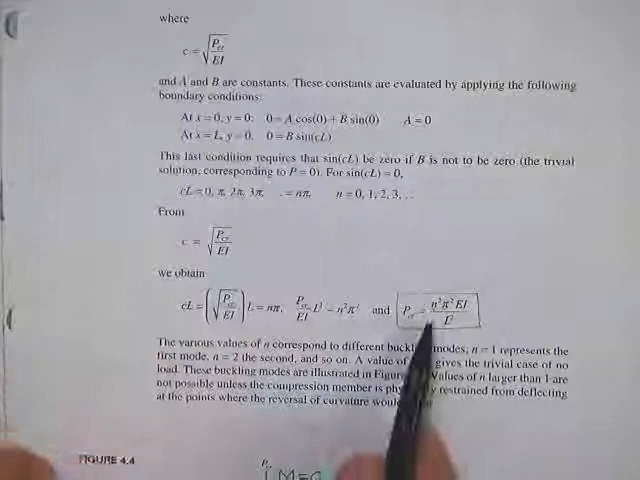 where
c = √(P_cr / EI)
and A and B are constants. These constants are evaluated by applying the following
boundary conditions:
At x = 0, y = 0: 0 = A cos(0) + B sin(0) A = 0
At x = L, y = 0: 0 = B sin(cL)
This last condition requires that sin(cL) be zero if B is not to be zero (the trivial
solution, corresponding to P = 0). For sin(cL) = 0,
cL = 0, π, 2π, 3π, ... = nπ, n = 0, 1, 2, 3, ...
From
c = √(P_cr / EI)
we obtain
cL = (√(P_cr / EI)) L = nπ, P_cr / EI L² = n²π² and P_cr = n²π²EI / L²
The various values of n correspond to different buckling modes; n = 1 represents the
first mode, n = 2 the second, and so on. A value of gives the trivial case of no
load. These buckling modes are illustrated in Figure Values of n larger than 1 are
not possible unless the compression member is restrained from deflecting
at the points where the reversal of curvature would
FIGURE 4.4